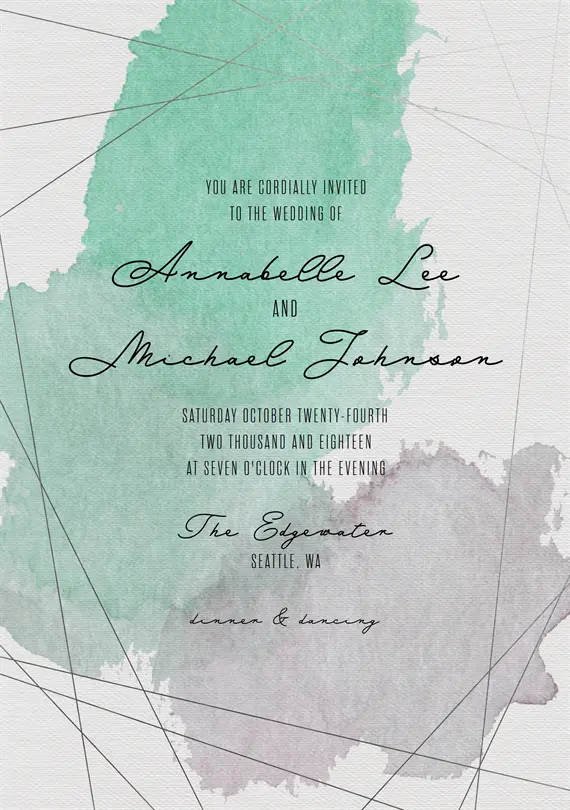 YOU ARE CORDIALLY INVITED
TO THE WEDDING OF
Annabelle Lee
AND
Michael Johnson
SATURDAY OCTOBER TWENTY-FOURTH
TWO THOUSAND AND EIGHTEEN
AT SEVEN O'CLOCK IN THE EVENING
The Edgewater
SEATTLE, WA
dinner & dancing